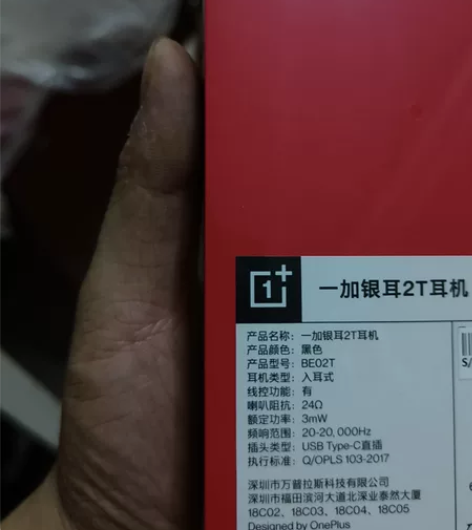 1+
一加银耳2T耳机
产品名称：一加银耳2T耳机
产品颜色：黑色
产品型号：BE02T
耳机类型：入耳式
线控功能：有
喇叭阻抗：24Ω
额定功率：3mW
频响范围：20-20, 000Hz
插头类型：USB Type-C直插
执行标准：Q/OPLS 103-2017
S/
深圳市万普拉斯科技有限公司
深圳市福田滨河大道北深业泰然大厦
18C02、18C03、18C04、18C05
Designed by OnePlus